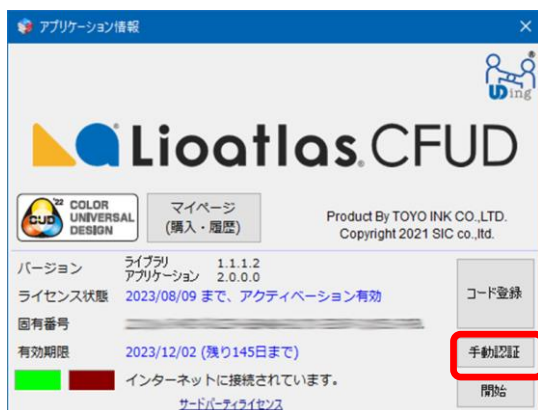 アプリケーション情報
UDing
Lioatlas.CFUD
'22 COLOR
UNIVERSAL
DESIGN
CUD
マイページ
(購入・履歴)
Product By TOYO INK CO.,LTD.
Copyright 2021 SIC co.,ltd.
バージョン
ライブラリ 1.1.1.2
アプリケーション 2.0.0.0
ライセンス状態 2023/08/09 まで、アクティベーション有効
コード登録
固有番号
有効期限 2023/12/02 (残り145日まで)
手動認証
インターネットに接続されています。
開始
サードパーティライセンス